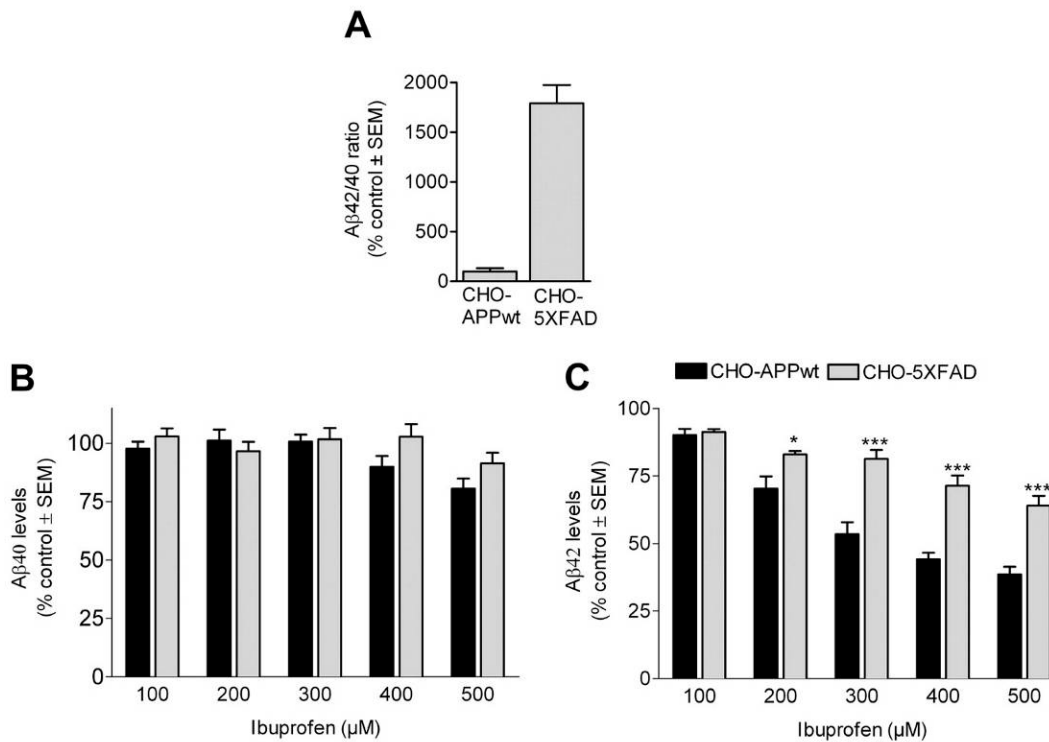 A
Aβ42/40 ratio
(% control ± SEM)
2000
1500
1000
500
0
CHO-
APPwt
CHO-
5XFAD
B
Aβ40 levels
(% control ± SEM)
100
75
50
25
0
100 200 300 400 500
Ibuprofen (µM)
C
CHO-APPwt CHO-5XFAD
Aβ42 levels
(% control ± SEM)
100
75
50
25
0
* *** *** ***
100 200 300 400 500
Ibuprofen (µM)